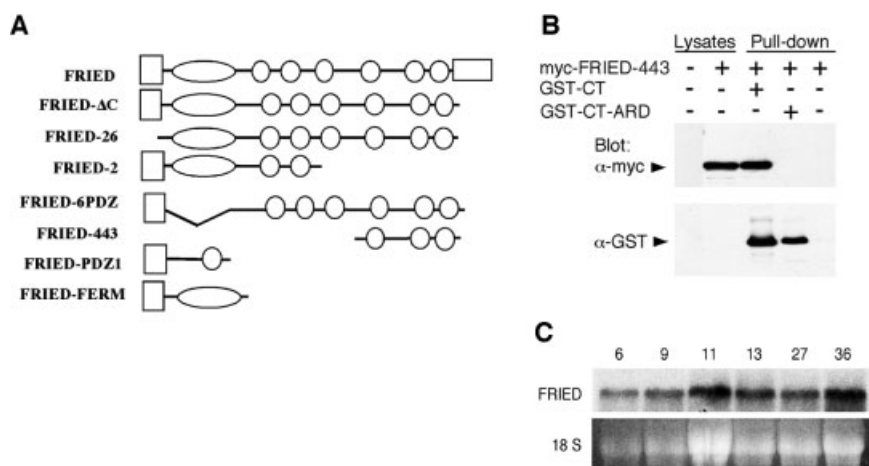 A
FRIED
FRIED-ΔC
FRIED-26
FRIED-2
FRIED-6PDZ
FRIED-443
FRIED-PDZ1
FRIED-FERM
B
Lysates Pull-down
myc-FRIED-443 - + + + +
GST-CT - - + - -
GST-CT-ARD - - - + -
Blot:
α-myc
α-GST
C
6 9 11 13 27 36
FRIED
18 S